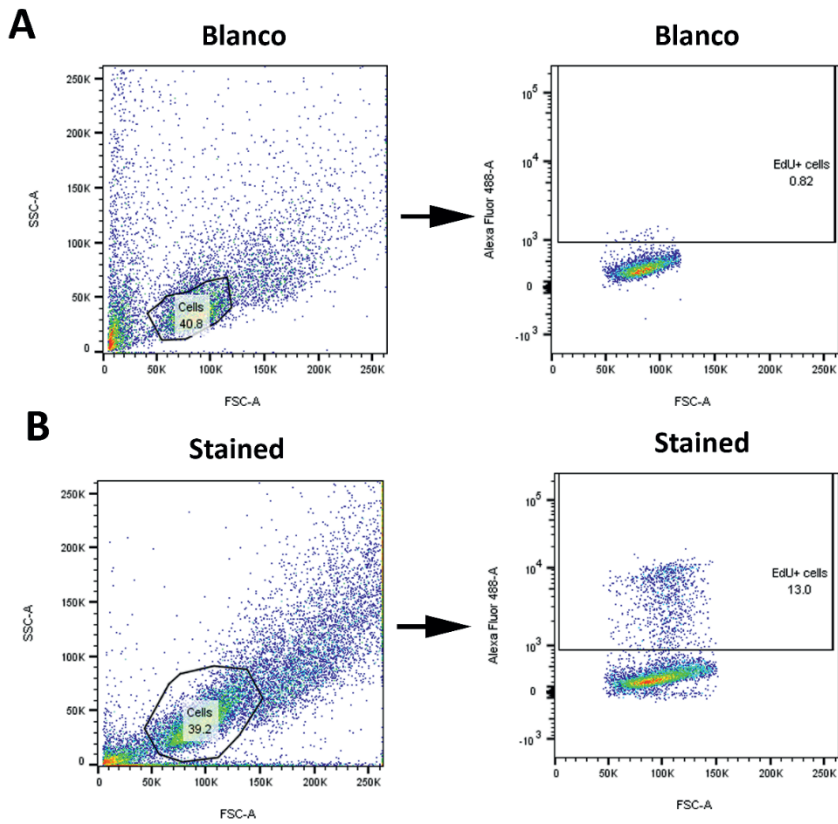 A
Blanco
250K
200K
150K
100K
50K
0
SSC-A
Cells
40.8
0
50K
100K
150K
200K
250K
FSC-A
Blanco
10^5
10^4
10^3
0
-10^3
Alexa Fluor 488-A
EdU+ cells
0.82
0
50K
100K
150K
200K
250K
FSC-A
B
Stained
250K
200K
150K
100K
50K
0
SSC-A
Cells
39.2
0
50K
100K
150K
200K
250K
FSC-A
Stained
10^5
10^4
10^3
0
-10^3
Alexa Fluor 488-A
EdU+ cells
13.0
0
50K
100K
150K
200K
250K
FSC-A